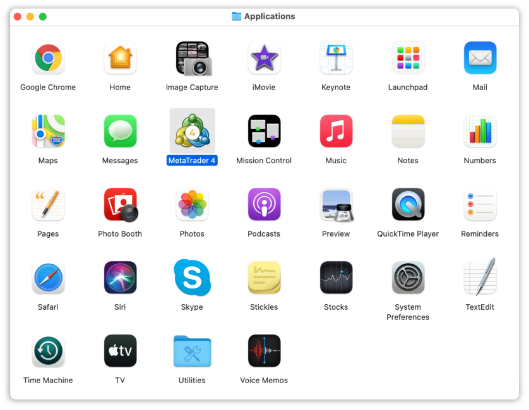 Applications
Google Chrome
Home
Image Capture
iMovie
Keynote
Launchpad
Mail
Maps
Messages
4
MetaTrader 4
Mission Control
Music
Notes
Numbers
Pages
Photo Booth
Photos
Podcasts
Preview
QuickTime Player
Reminders
Safari
Siri
S
Skype
Stickies
Stocks
System
Preferences
TextEdit
tv
Time Machine
TV
Utilities
Voice Memos